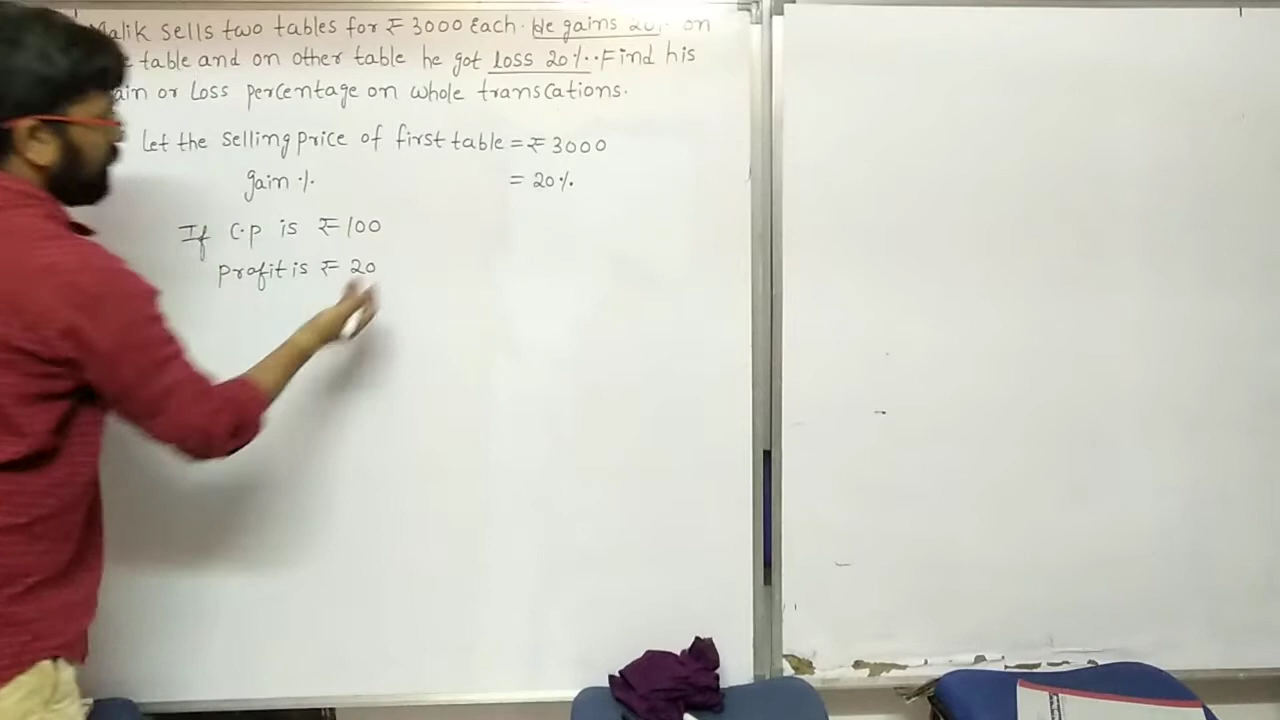 Malik sells two tables for ₹ 3000 Each. He gains 20% on
table and on other table he got loss 20%. Find his
or Loss percentage on whole transcations.
Let the selling price of first table = ₹ 3000
gain % = 20%
If C.p is ₹ 100
profit is ₹ 20